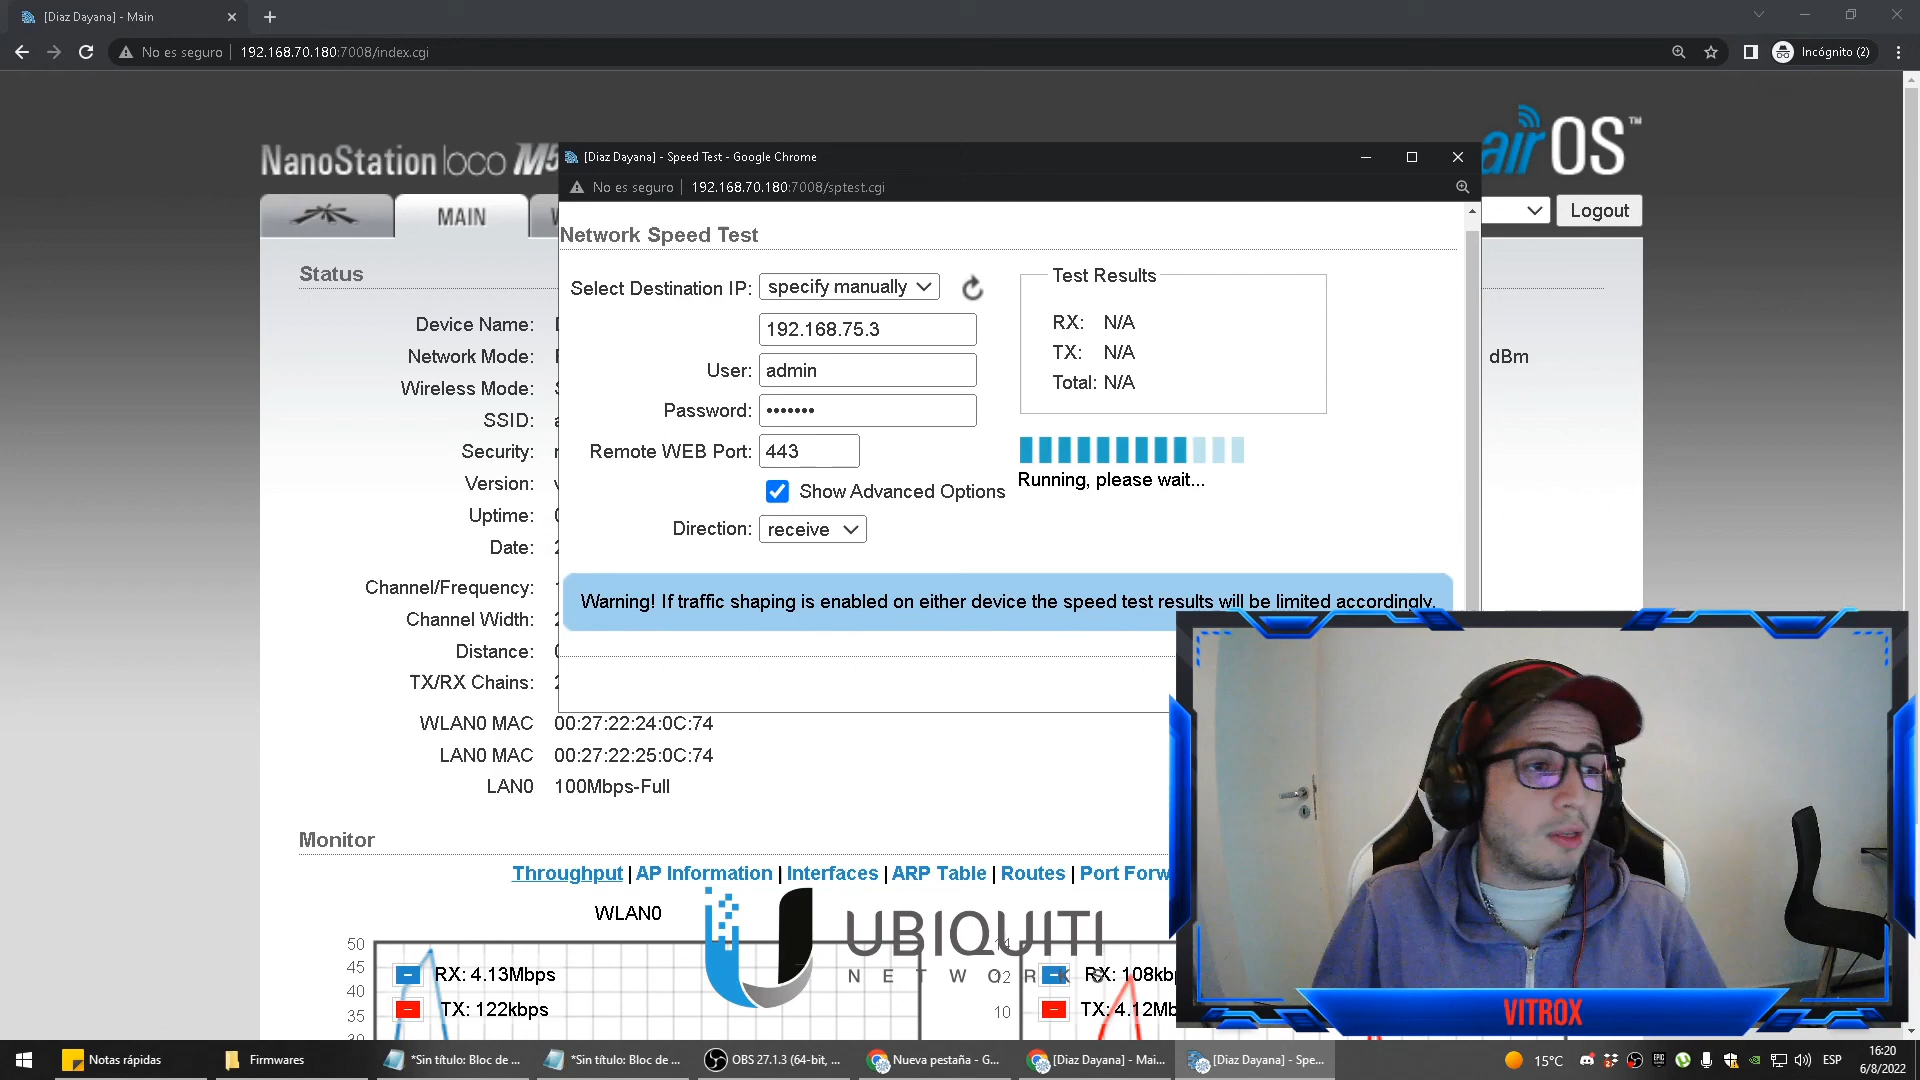 [Diaz Dayana] - Main
No es seguro
192.168.70.180:7008/index.cgi
Incógnito (2)
NanoStation loco M5
airOS™
[Diaz Dayana] - Speed Test - Google Chrome
No es seguro
192.168.70.180:7008/sptest.cgi
MAIN
Logout
Network Speed Test
Status
Select Destination IP:
specify manually
Test Results
192.168.75.3
RX: N/A
Device Name:
TX: N/A
Network Mode:
dBm
User:
admin
Total: N/A
Wireless Mode:
Password:
•••••••
SSID:
Remote WEB Port:
443
Security:
Running, please wait...
Version:
Show Advanced Options
Uptime:
Direction:
receive
Date:
Channel/Frequency:
Warning! If traffic shaping is enabled on either device the speed test results will be limited accordingly.
Channel Width:
Distance:
TX/RX Chains:
WLAN0 MAC 00:27:22:24:0C:74
LAN0 MAC 00:27:22:25:0C:74
LAN0 100Mbps-Full
Monitor
Throughput | AP Information | Interfaces | ARP Table | Routes | Port Forw
WLAN0
UBIQUITI
NETWORKS
50
45
40
35
30
RX: 4.13Mbps
TX: 122kbps
14
12
10
RX: 108kbp
TX: 4.12Mb
VITROX
Notas rápidas
Firmwares
*Sin título: Bloc de ...
*Sin título: Bloc de ...
OBS 27.1.3 (64-bit, ...
Nueva pestaña - G...
[Diaz Dayana] - Mai...
[Diaz Dayana] - Spe...
15°C
ESP
16:20
6/8/2022